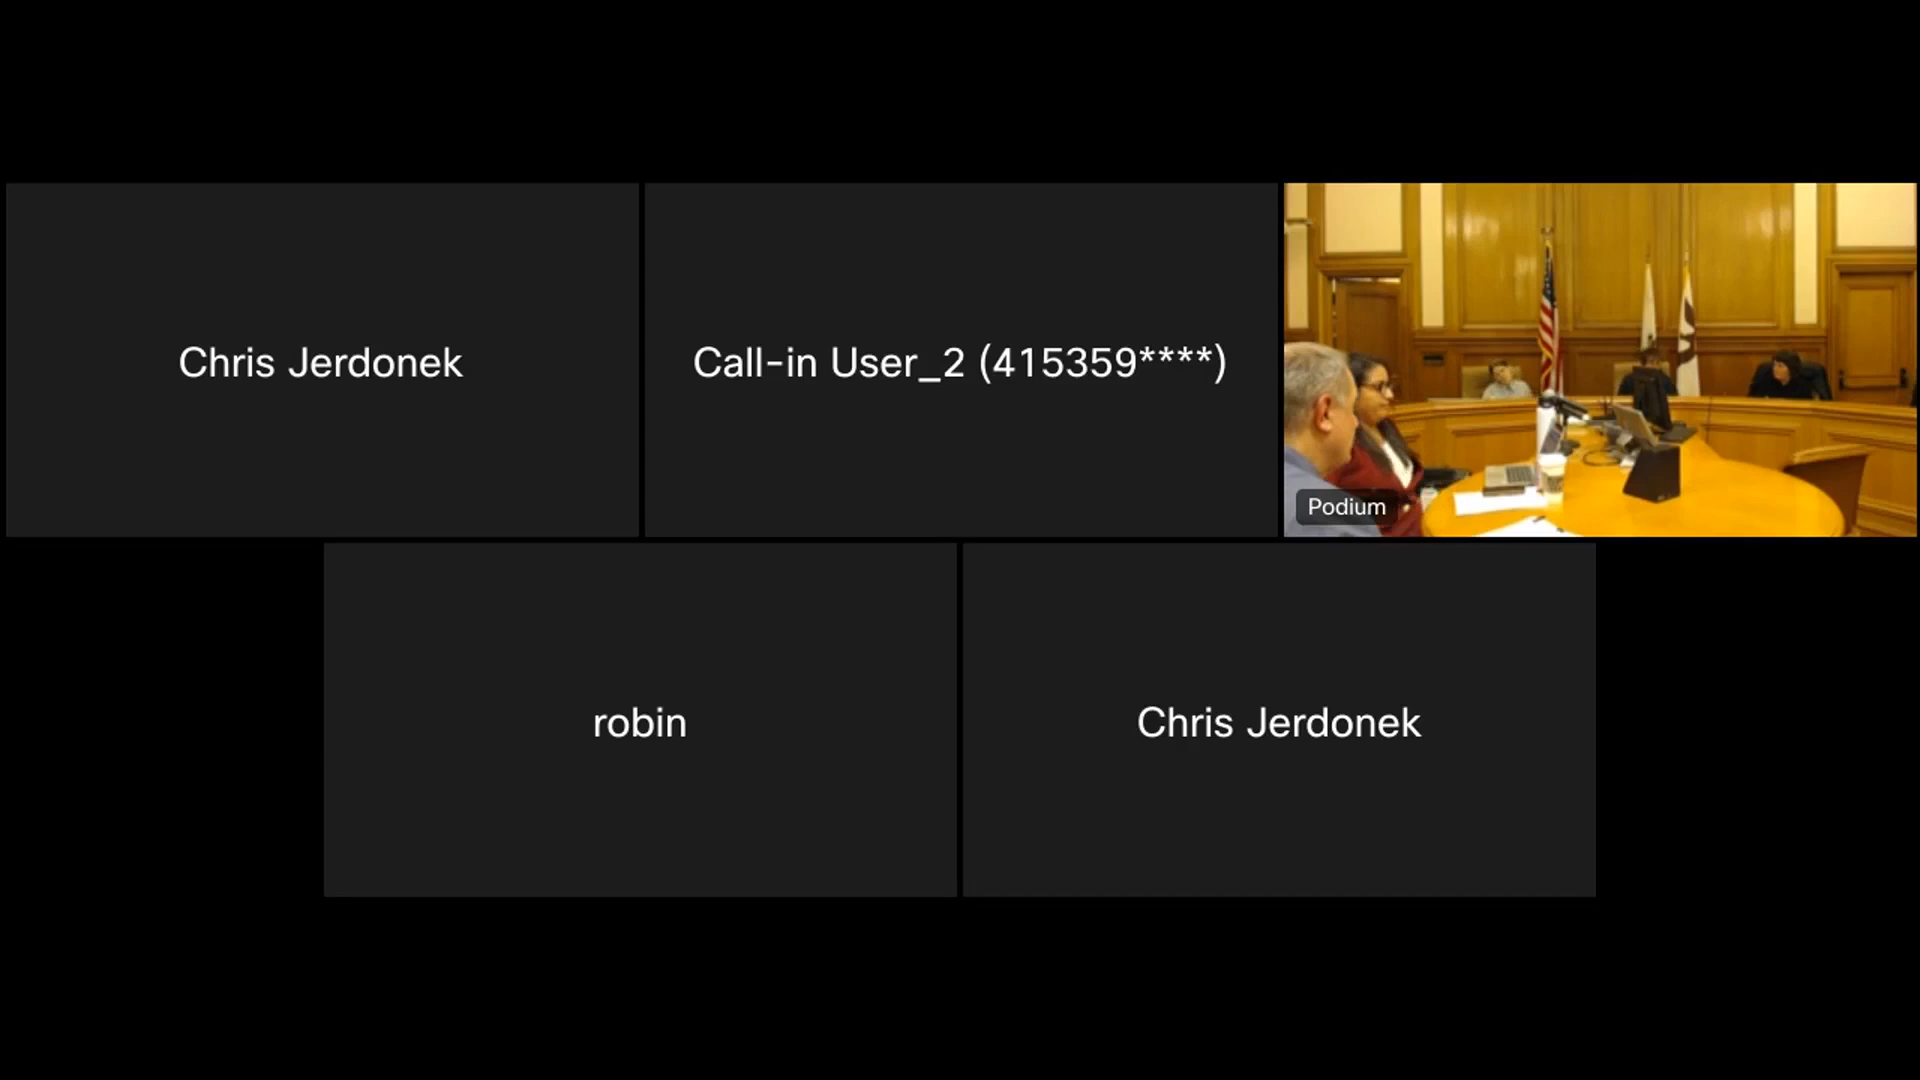 Chris Jerdonek
Call-in User_2 (415359****)
Podium
robin
Chris Jerdonek